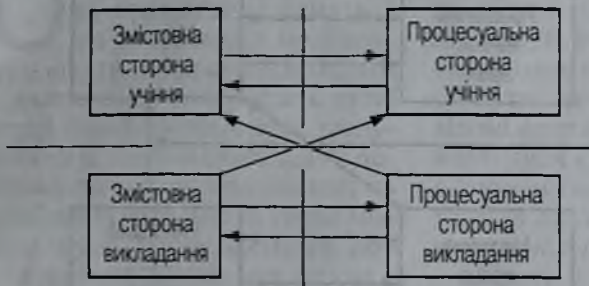 Змістовна
сторона
учіння
Процесуальна
сторона
учіння
Змістовна
сторона
викладання
Процесуальна
сторона
викладання